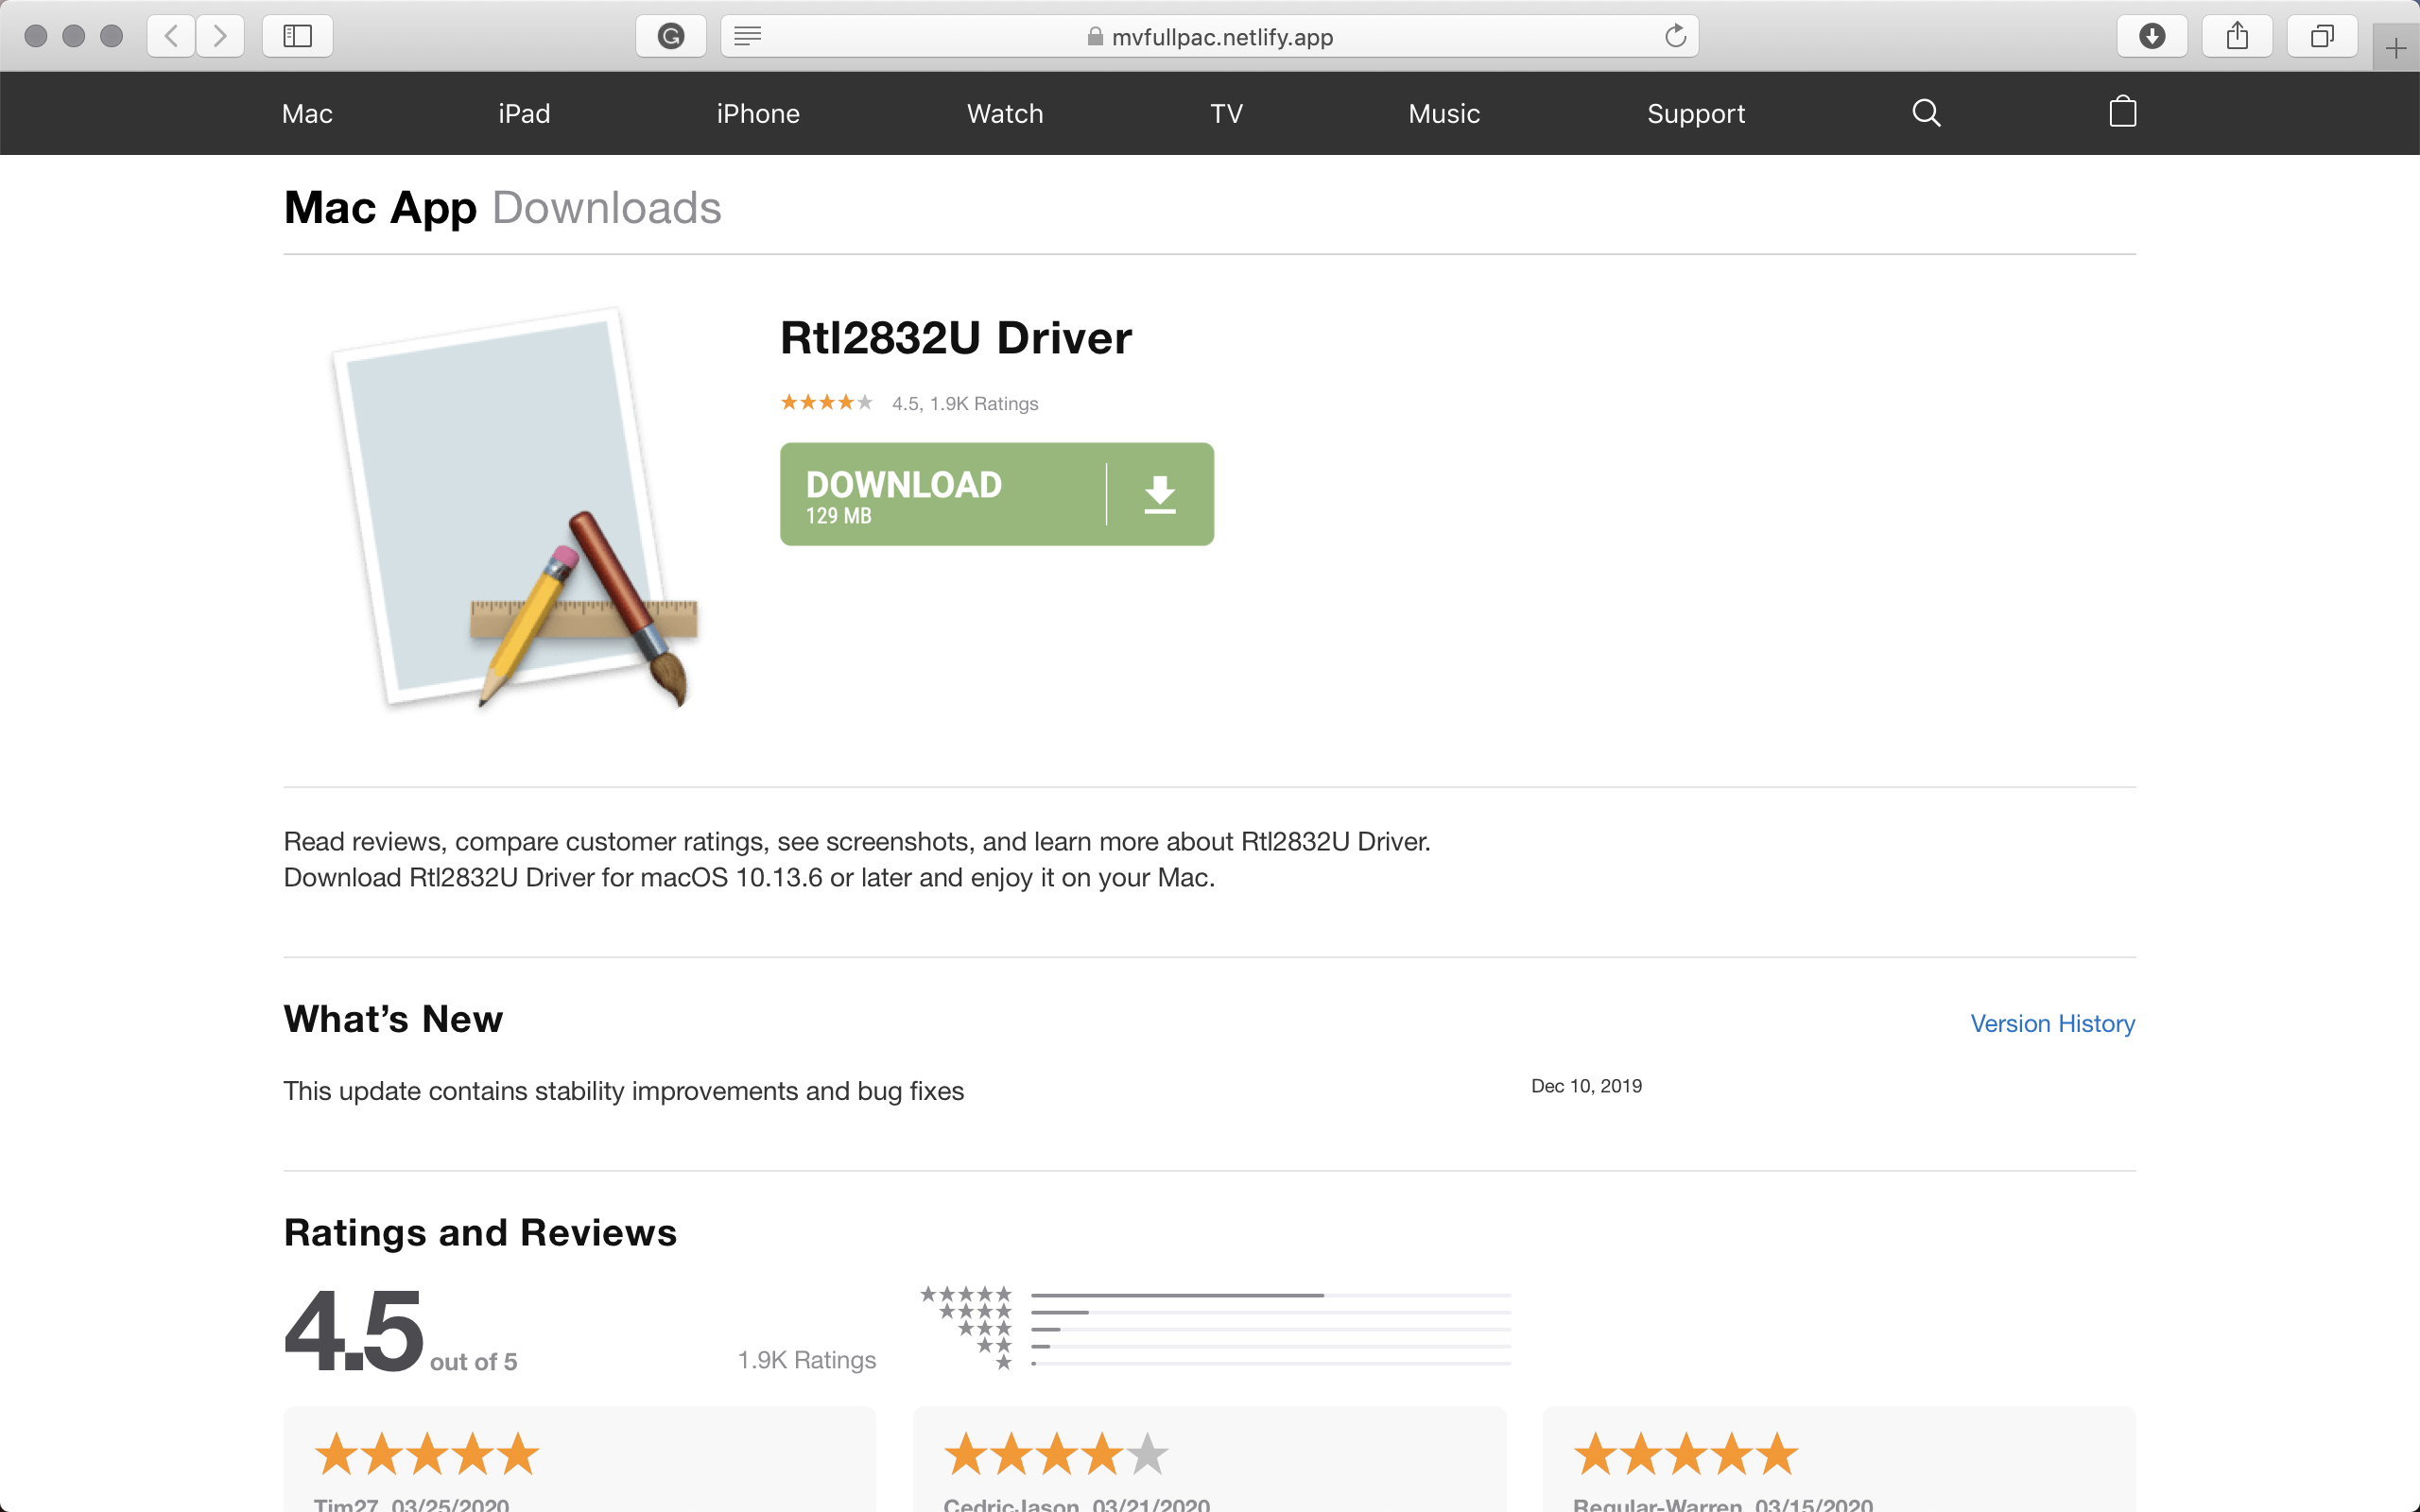 mvfullpac.netlify.app
Mac iPad iPhone Watch TV Music Support
Mac App Downloads
Rtl2832U Driver
4.5, 1.9K Ratings
DOWNLOAD
129 MB
Read reviews, compare customer ratings, see screenshots, and learn more about Rtl2832U Driver.
Download Rtl2832U Driver for macOS 10.13.6 or later and enjoy it on your Mac.
What’s New
Version History
This update contains stability improvements and bug fixes
Dec 10, 2019
Ratings and Reviews
4.5 out of 5
1.9K Ratings
Tim27, 03/25/2020
CedricJason, 03/21/2020
Regular-Warren, 03/15/2020